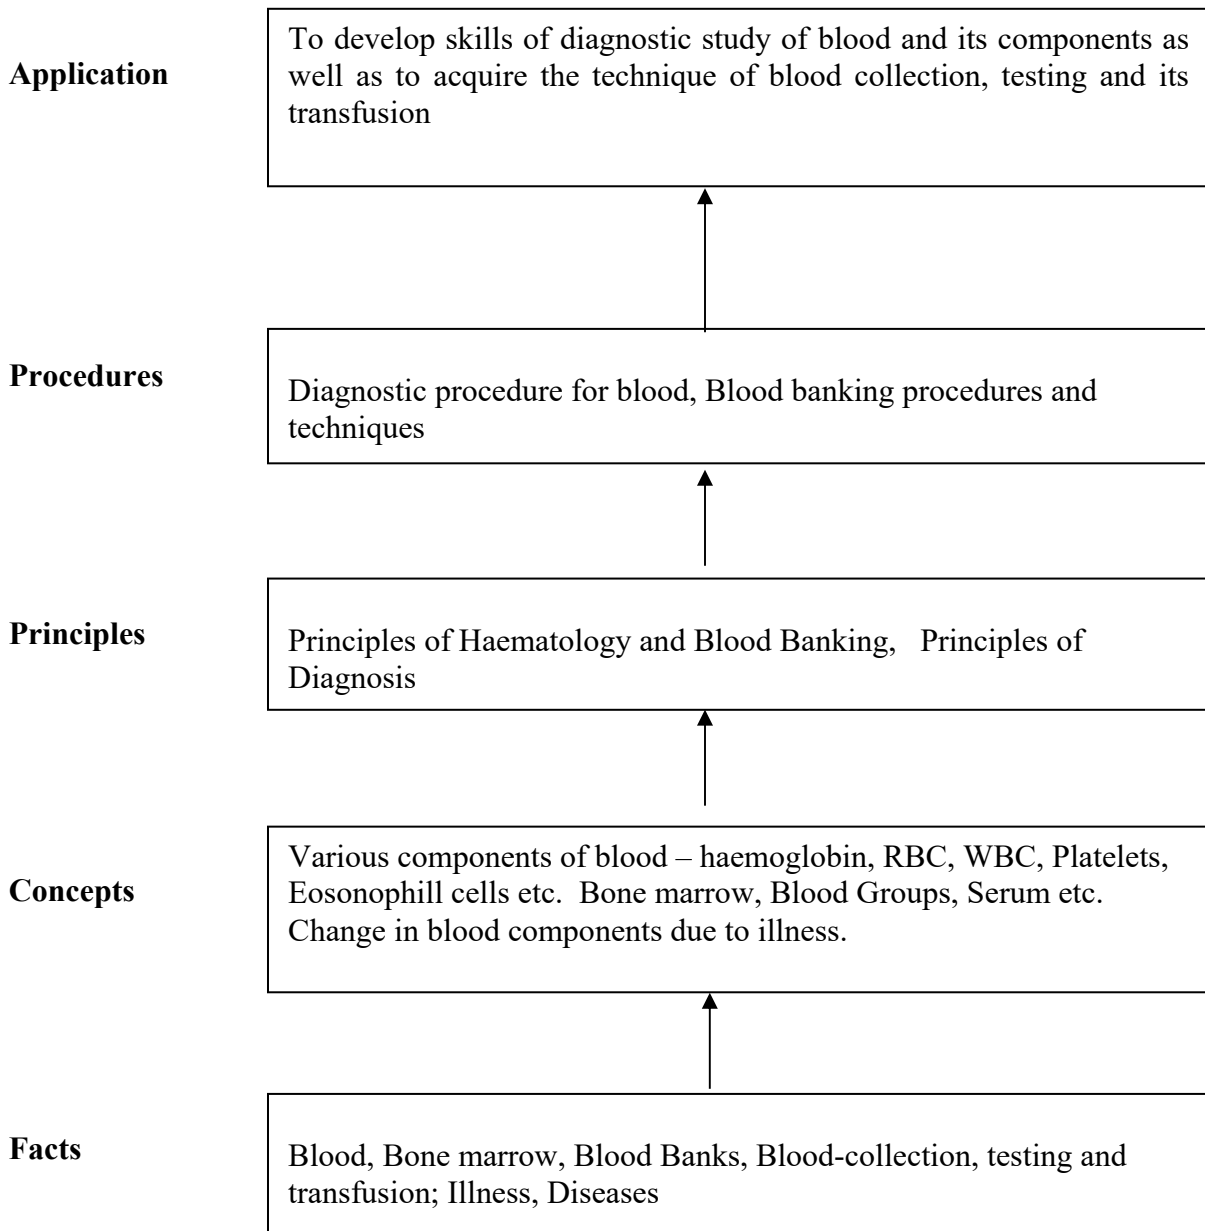 Application
To develop skills of diagnostic study of blood and its components as
well as to acquire the technique of blood collection, testing and its
transfusion
Procedures
Diagnostic procedure for blood, Blood banking procedures and
techniques
Principles
Principles of Haematology and Blood Banking,   Principles of
Diagnosis
Concepts
Various components of blood – haemoglobin, RBC, WBC, Platelets,
Eosonophill cells etc.  Bone marrow, Blood Groups, Serum etc.
Change in blood components due to illness.
Facts
Blood, Bone marrow, Blood Banks, Blood-collection, testing and
transfusion; Illness, Diseases